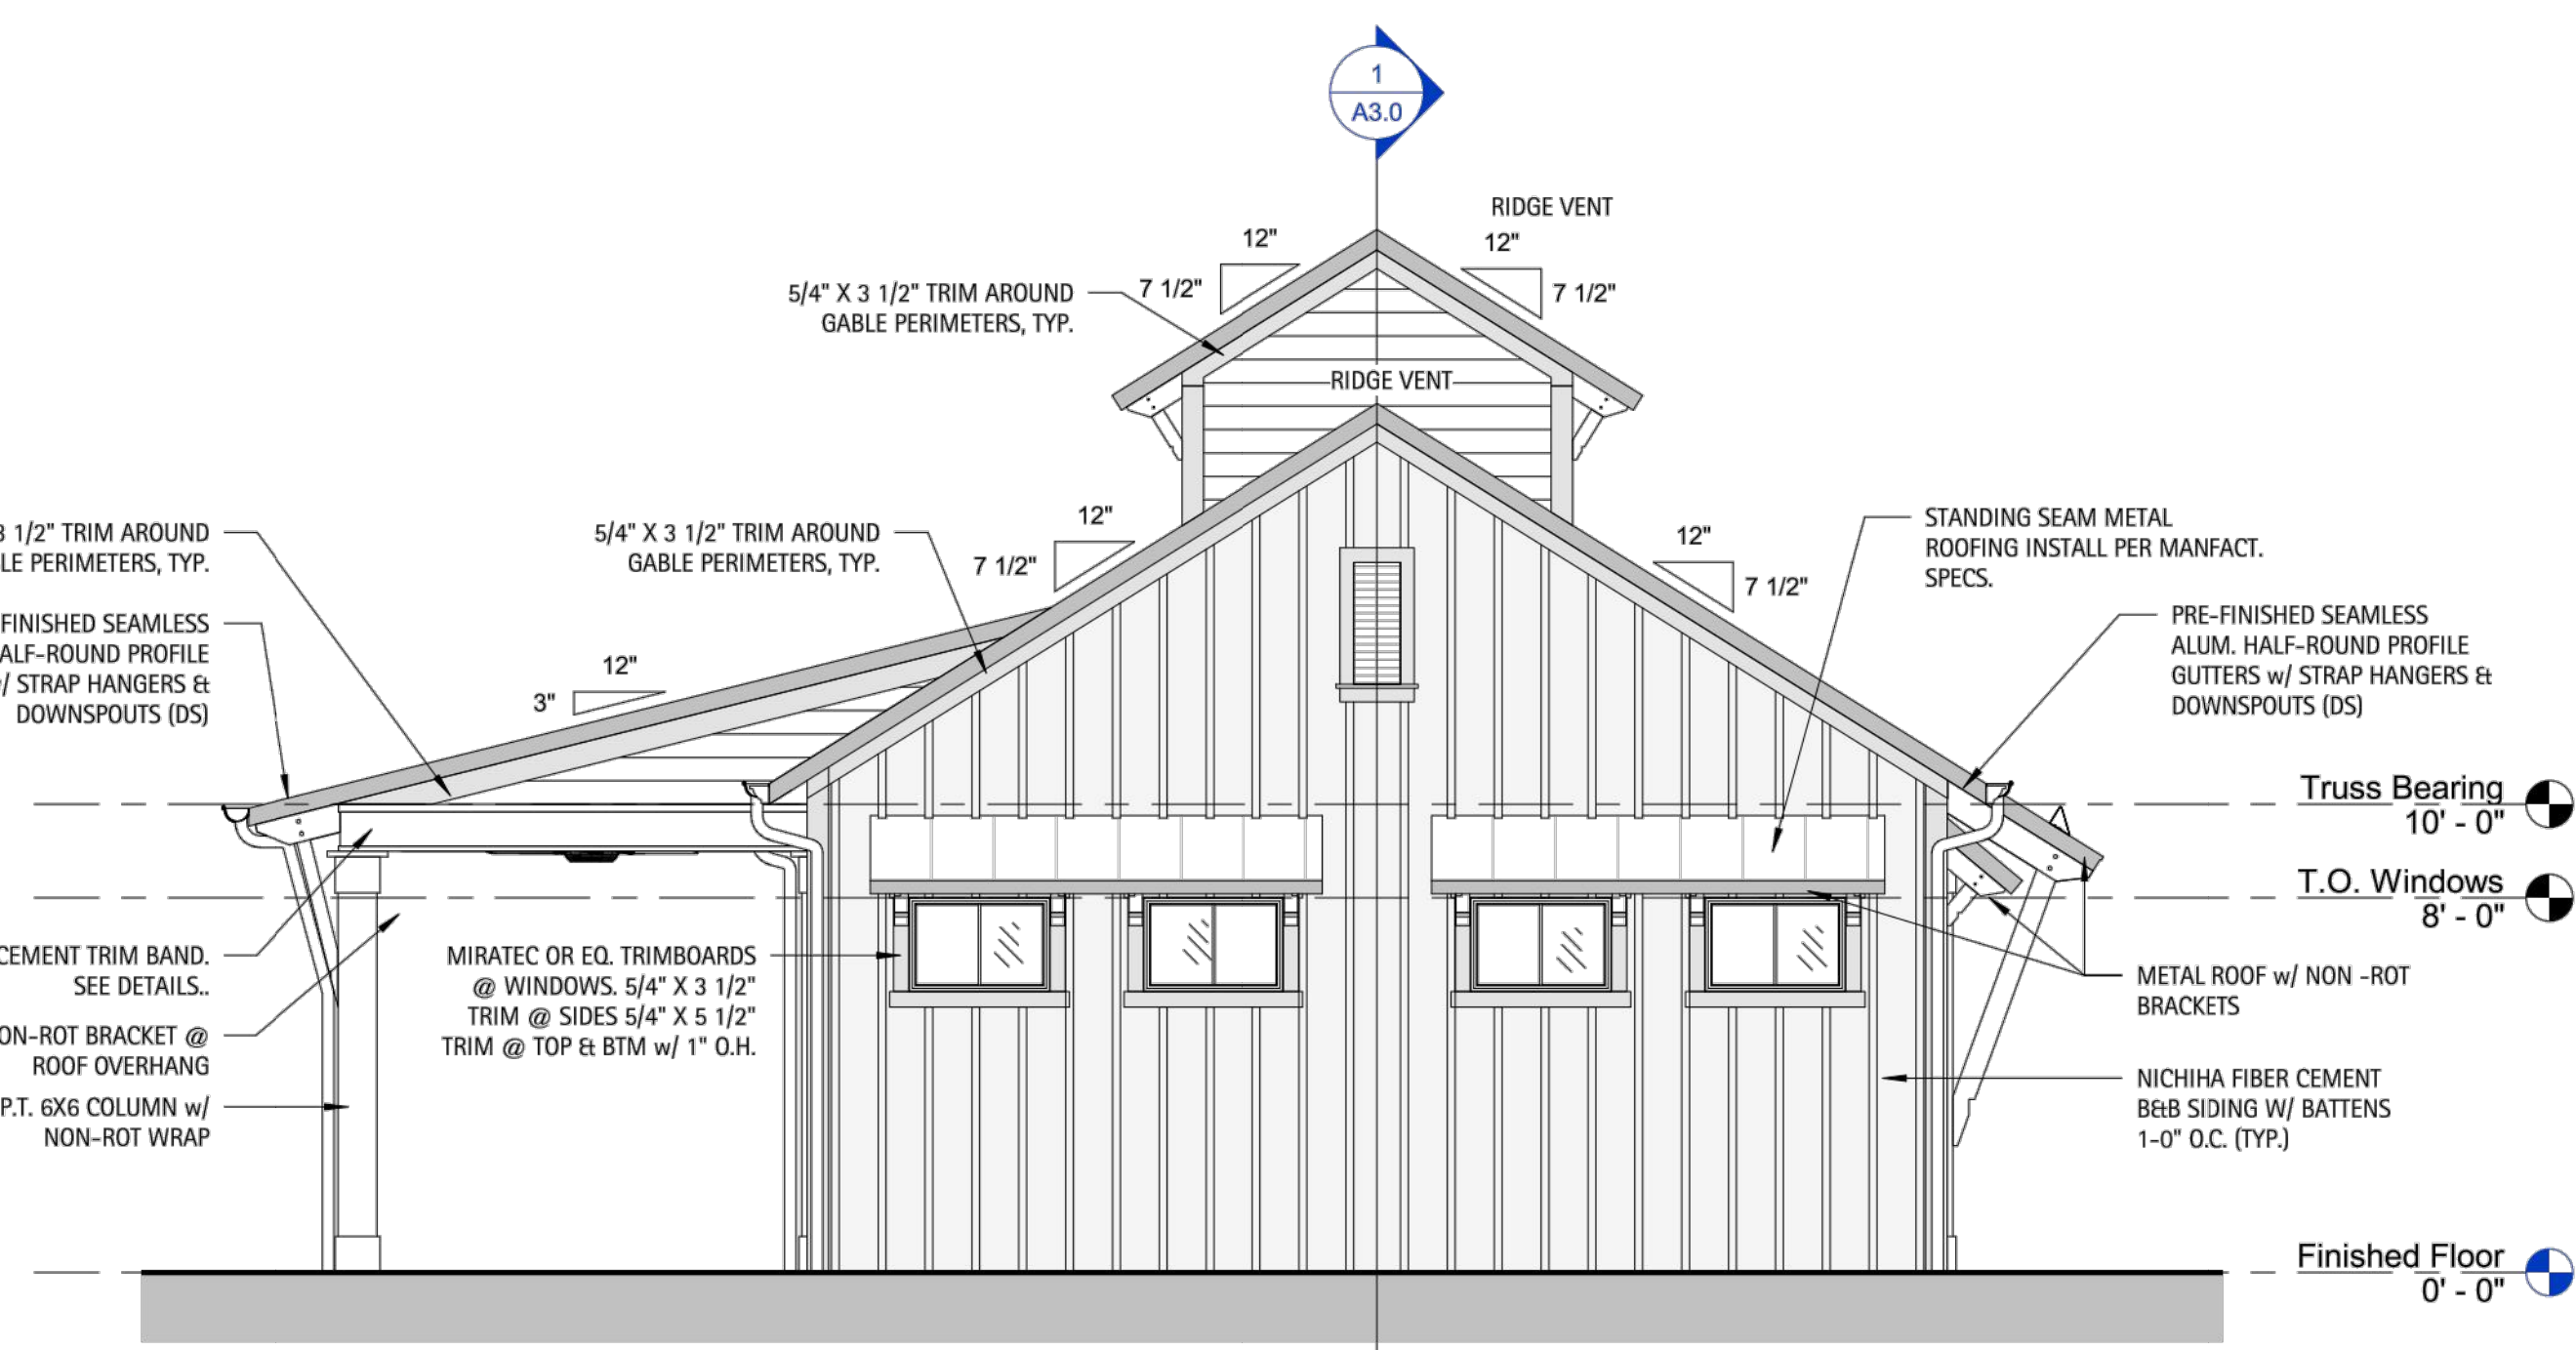 1
A3.0
RIDGE VENT
12"
7 1/2"
12"
7 1/2"
5/4" X 3 1/2" TRIM AROUND
GABLE PERIMETERS, TYP.
RIDGE VENT
3 1/2" TRIM AROUND
PERIMETERS, TYP.
5/4" X 3 1/2" TRIM AROUND
GABLE PERIMETERS, TYP.
12"
7 1/2"
12"
7 1/2"
STANDING SEAM METAL
ROOFING INSTALL PER MANFACT.
SPECS.
FINISHED SEAMLESS
ALF-ROUND PROFILE
w/ STRAP HANGERS &
DOWNSPOUTS (DS)
12"
3"
PRE-FINISHED SEAMLESS
ALUM. HALF-ROUND PROFILE
GUTTERS w/ STRAP HANGERS &
DOWNSPOUTS (DS)
Truss Bearing
10' - 0"
T.O. Windows
8' - 0"
CEMENT TRIM BAND.
SEE DETAILS..
ON-ROT BRACKET @
ROOF OVERHANG
P.T. 6X6 COLUMN w/
NON-ROT WRAP
MIRATEC OR EQ. TRIMBOARDS
@ WINDOWS. 5/4" X 3 1/2"
TRIM @ SIDES 5/4" X 5 1/2"
TRIM @ TOP & BTM w/ 1" O.H.
METAL ROOF w/ NON -ROT
BRACKETS
NICHIHA FIBER CEMENT
B&B SIDING W/ BATTENS
1-0" O.C. (TYP.)
Finished Floor
0' - 0"